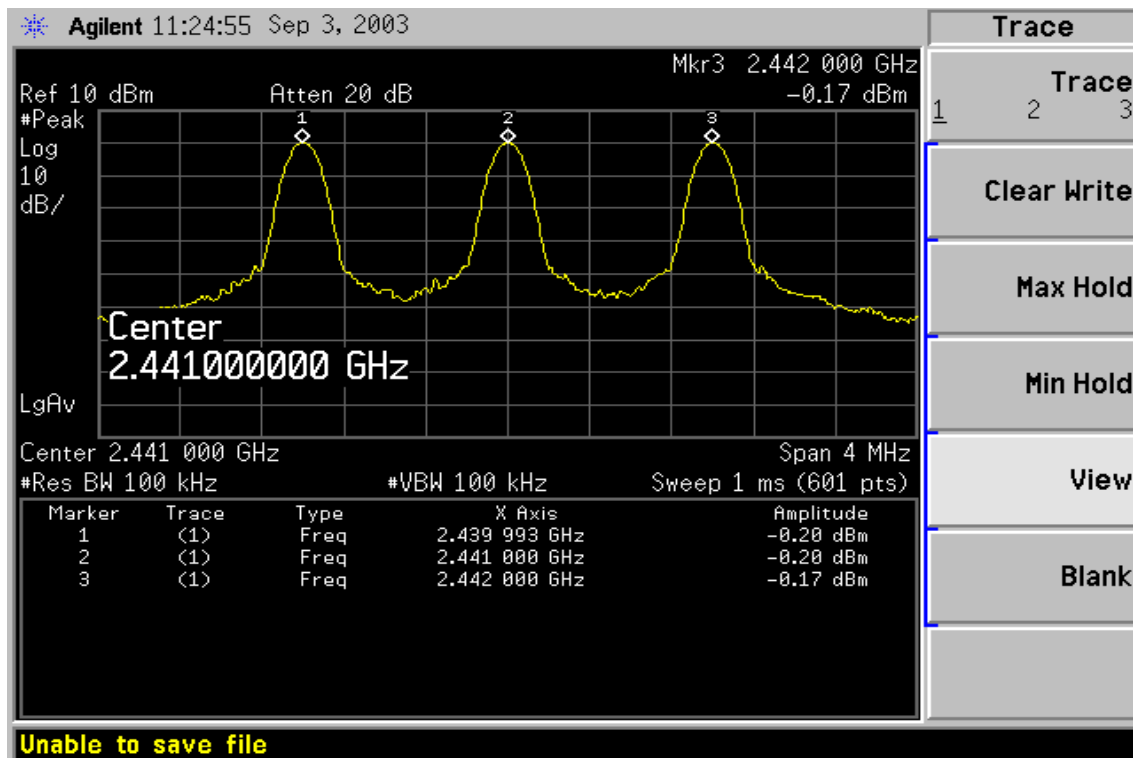 Agilent 11:24:55 Sep 3, 2003
Trace
Mkr3 2.442 000 GHz
Ref 10 dBm Atten 20 dB -0.17 dBm
#Peak
Log
10
dB/
1 2 3
Center
2.441000000 GHz
LgAv
Center 2.441 000 GHz Span 4 MHz
#Res BW 100 kHz #VBW 100 kHz Sweep 1 ms (601 pts)
Marker Trace Type X Axis Amplitude
1 (1) Freq 2.439 993 GHz -0.20 dBm
2 (1) Freq 2.441 000 GHz -0.20 dBm
3 (1) Freq 2.442 000 GHz -0.17 dBm
Trace
1 2 3
Clear Write
Max Hold
Min Hold
View
Blank
Unable to save file